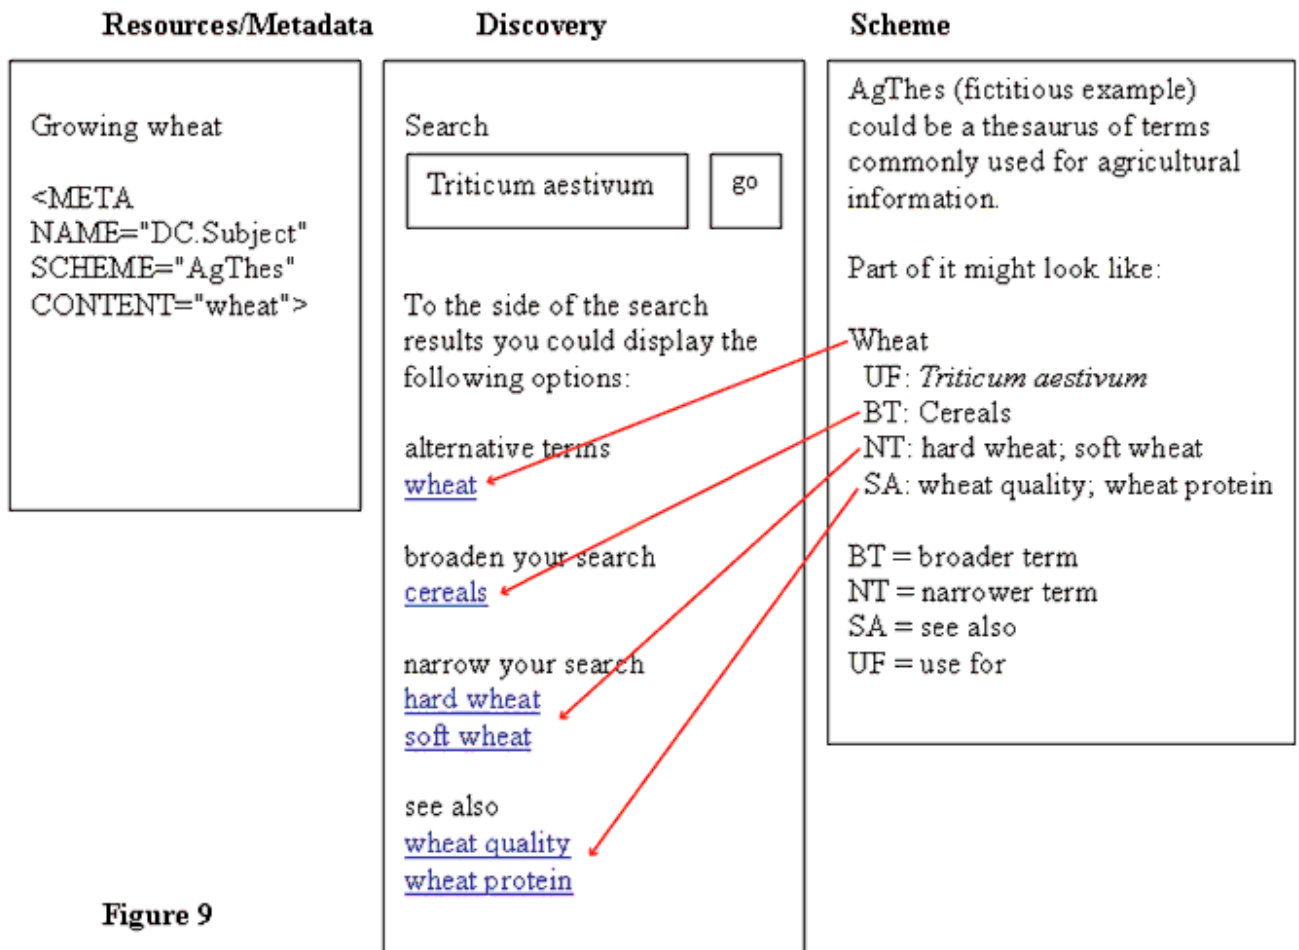 Resources/Metadata
Growing wheat
<META
NAME="DC.Subject"
SCHEME="AgThes"
CONTENT="wheat">
Discovery
Search
Triticum aestivum
go
To the side of the search
results you could display the
following options:
alternative terms
wheat
broaden your search
cereals
narrow your search
hard wheat
soft wheat
see also
wheat quality
wheat protein
Scheme
AgThes (fictitious example)
could be a thesaurus of terms
commonly used for agricultural
information.
Part of it might look like:
Wheat
UF: Triticum aestivum
BT: Cereals
NT: hard wheat; soft wheat
SA: wheat quality; wheat protein
BT = broader term
NT = narrower term
SA = see also
UF = use for
Figure 9